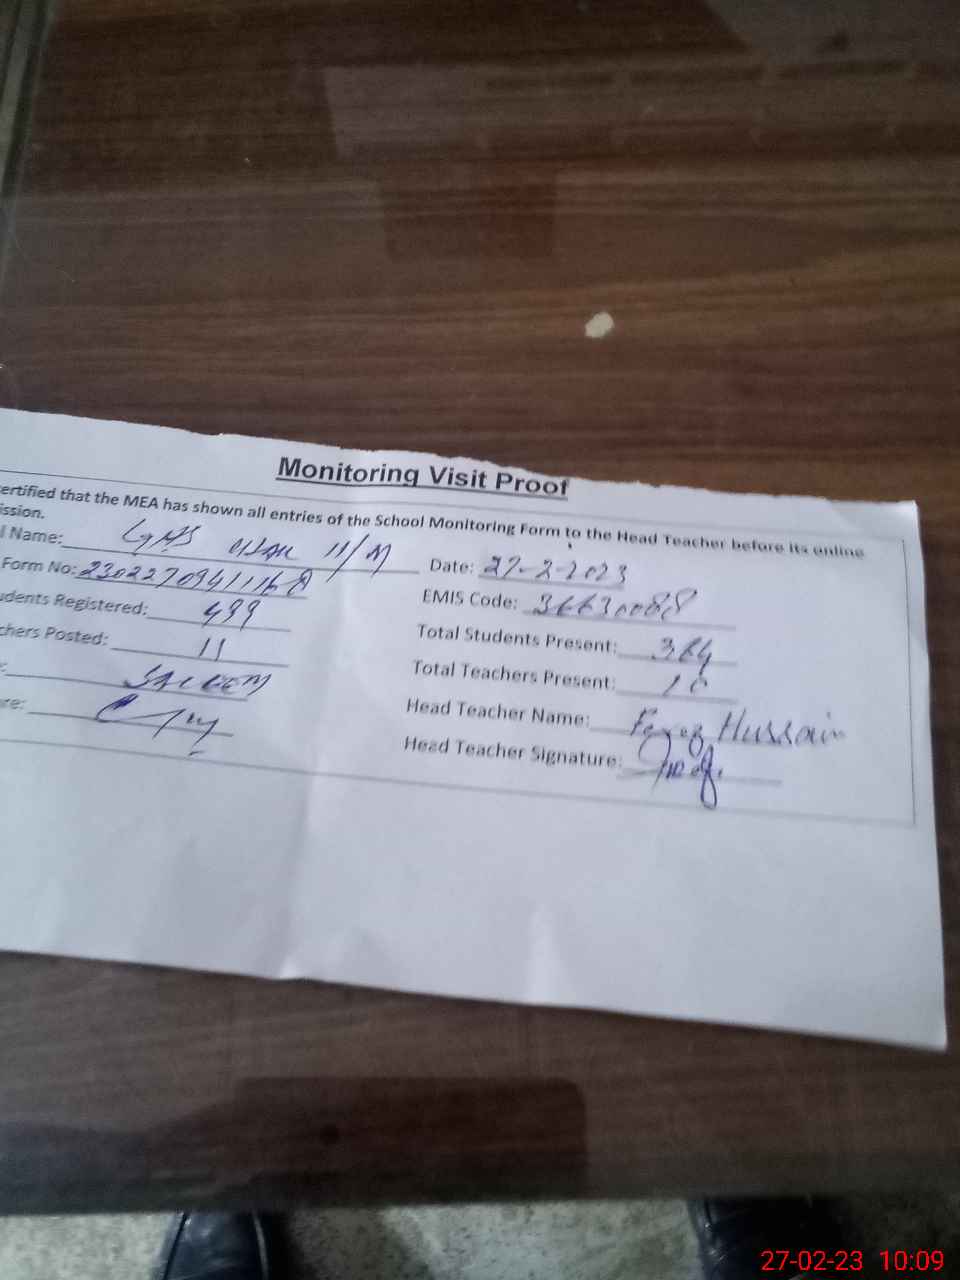 Monitoring Visit Proof
ertified that the MEA has shown all entries of the School Monitoring Form to the Head Teacher before its online
ission.
l Name: 11/M Date: 27-2-2023
Form No: EMIS Code: 36630088
udents Registered: 499 Total Students Present: 364
chers Posted: 11 Total Teachers Present: 10
SALEEM Head Teacher Name: Hussain
re: Head Teacher Signature:
27-02-23 10:09